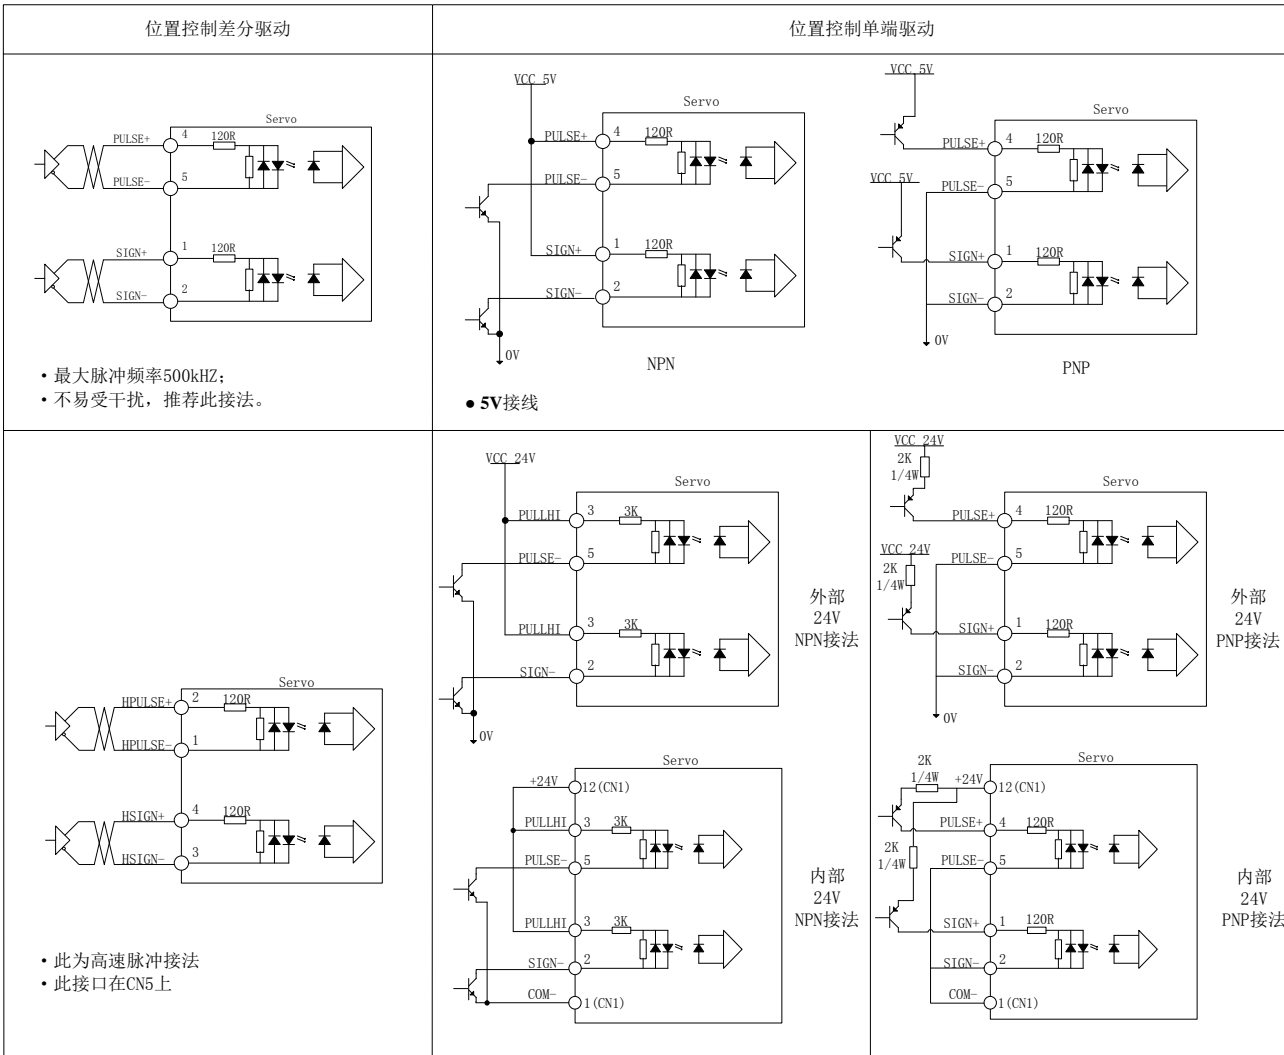 位置控制差分驱动
位置控制单端驱动
Servo
PULSE+
4
120R
PULSE-
5
SIGN+
1
120R
SIGN-
2
• 最大脉冲频率500kHZ;
• 不易受干扰，推荐此接法。
VCC 5V
Servo
PULSE+
4
120R
PULSE-
5
SIGN+
1
120R
SIGN-
2
0V
NPN
VCC 5V
Servo
PULSE+
4
120R
VCC 5V
PULSE-
5
SIGN+
1
120R
SIGN-
2
0V
PNP
● 5V接线
Servo
HPULSE+
2
120R
HPULSE-
1
HSIGN+
4
120R
HSIGN-
3
• 此为高速脉冲接法
• 此接口在CN5上
VCC 24V
Servo
PULLHI
3
3K
PULSE-
5
PULLHI
3
3K
SIGN-
2
0V
外部
24V
NPN接法
VCC 24V
2K
1/4W
Servo
PULSE+
4
120R
VCC 24V
2K
1/4W
PULSE-
5
SIGN+
1
120R
SIGN-
2
0V
外部
24V
PNP接法
Servo
+24V
12(CN1)
PULLHI
3
3K
PULSE-
5
PULLHI
3
3K
SIGN-
2
COM-
1(CN1)
内部
24V
NPN接法
Servo
2K
1/4W
+24V
12(CN1)
PULSE+
4
120R
2K
1/4W
PULSE-
5
SIGN+
1
120R
SIGN-
2
COM-
1(CN1)
内部
24V
PNP接法